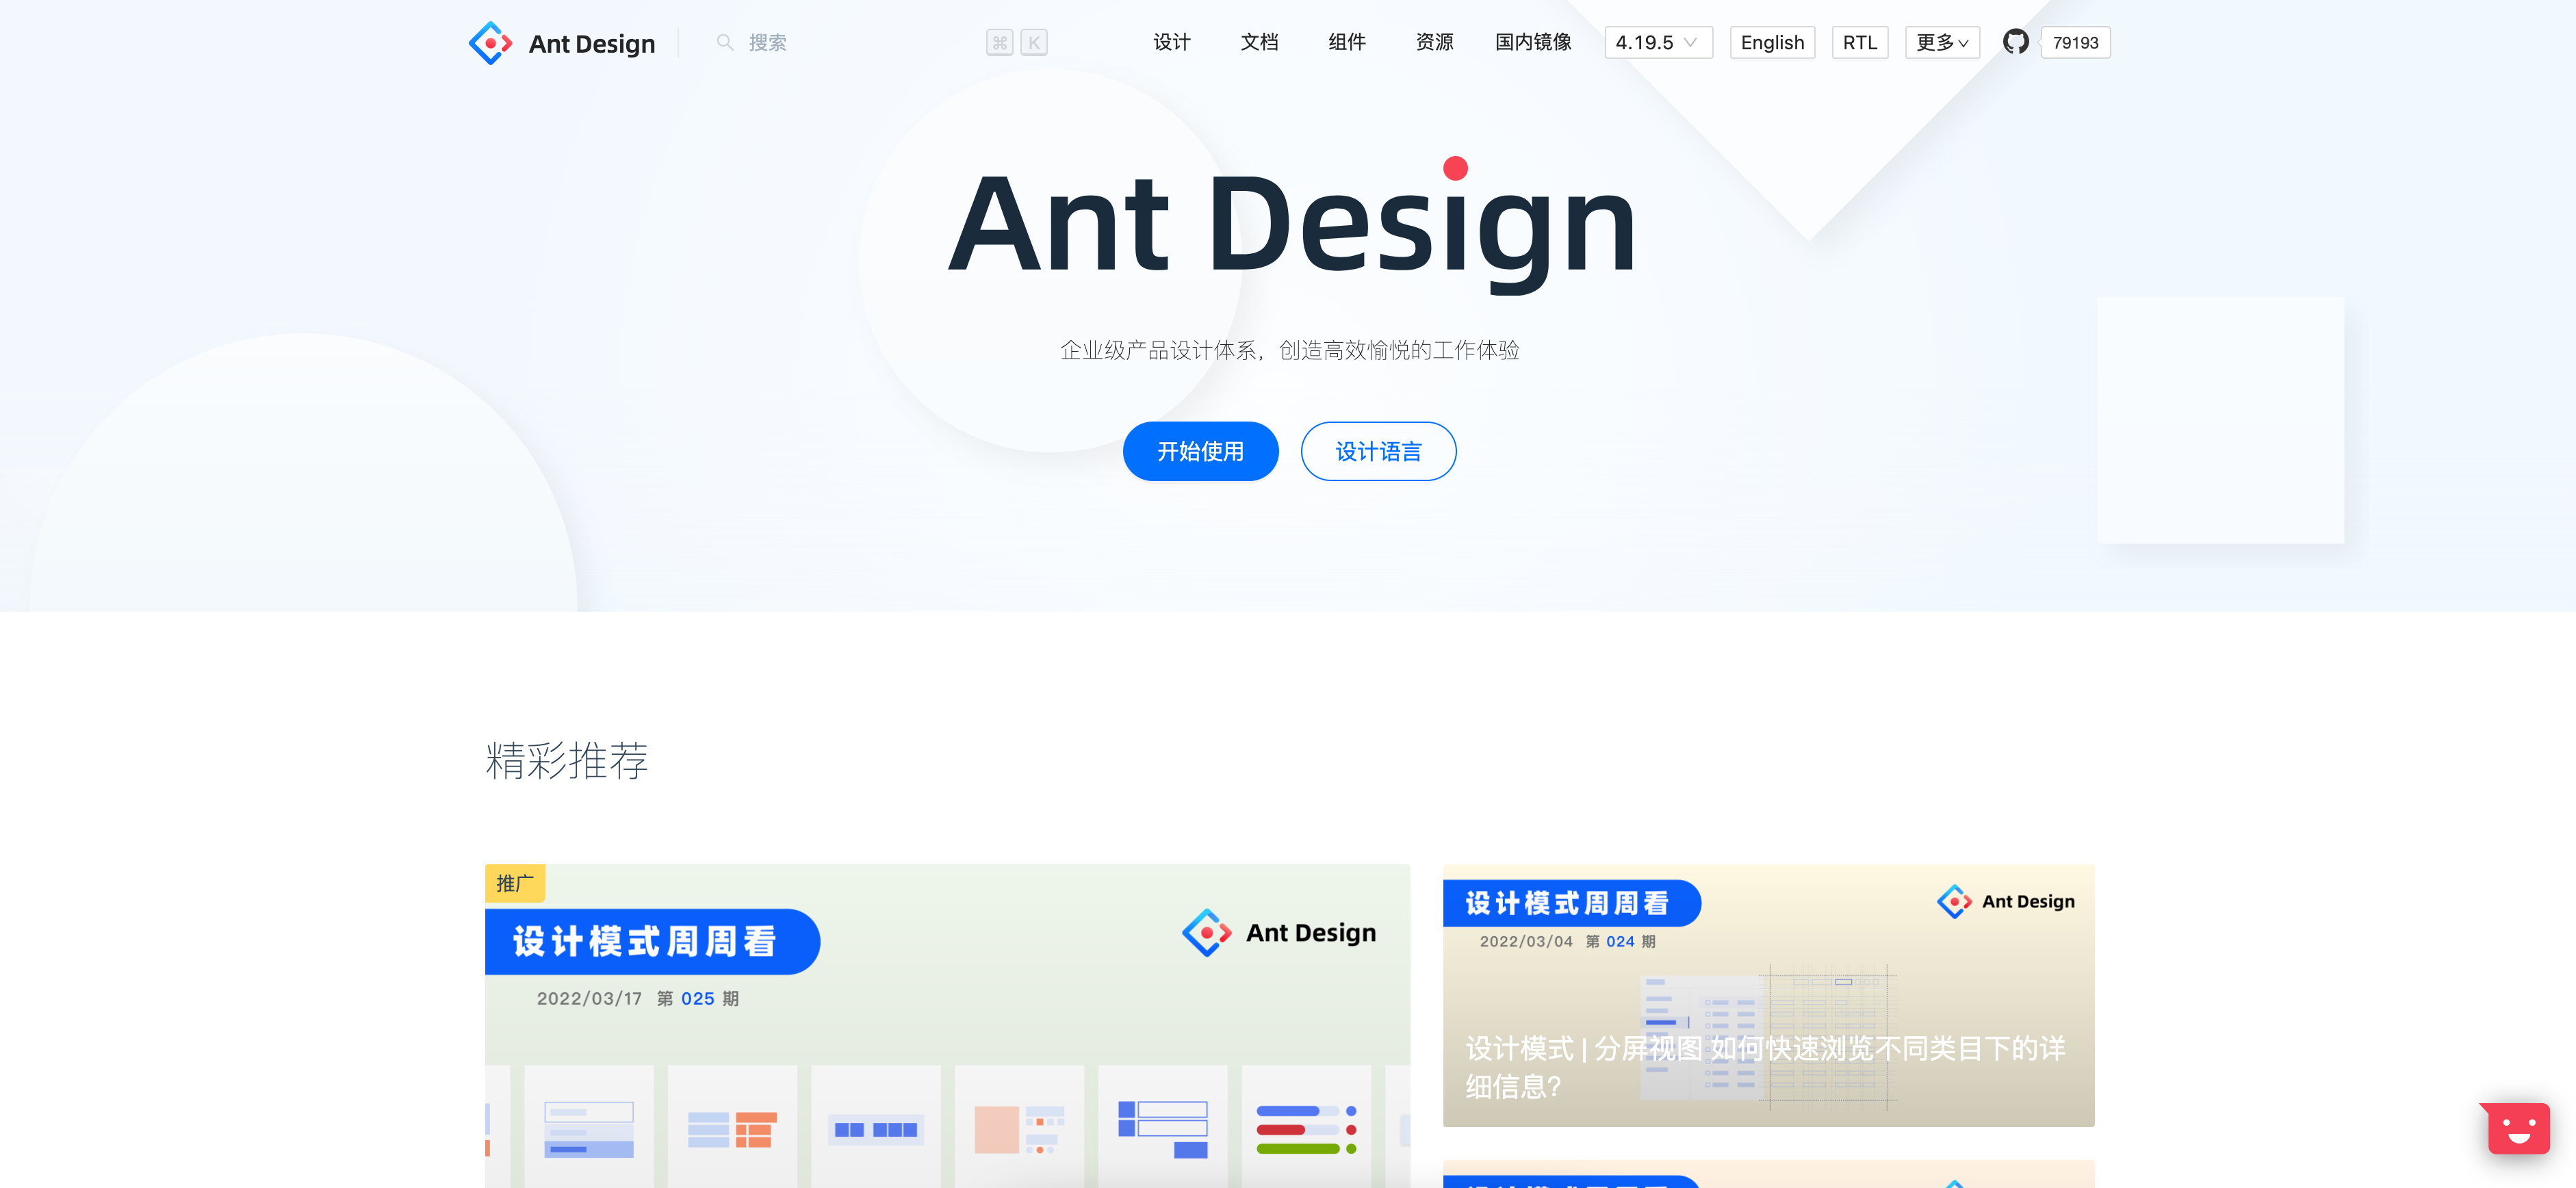 Ant Design
搜索
⌘ K
设计 文档 组件 资源 国内镜像 4.19.5 English RTL 更多 79193
Ant Design
企业级产品设计体系，创造高效愉悦的工作体验
开始使用 设计语言
精彩推荐
推广
设计模式周周看
Ant Design
2022/03/17 第 025 期
设计模式周周看
Ant Design
2022/03/04 第 024 期
设计模式 | 分屏视图 如何快速浏览不同类目下的详
细信息?